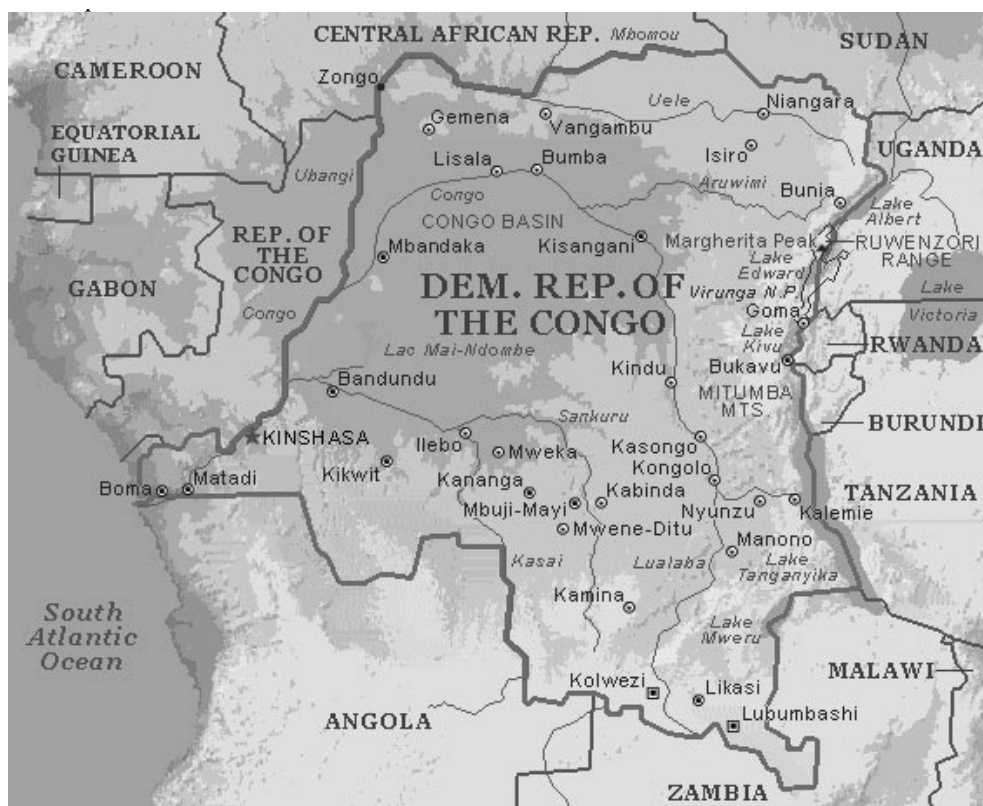 CENTRAL AFRICAN REP.
Mbomou
SUDAN
CAMEROON
Zongo
Uele
Niangara
Gemena
Vangambu
EQUATORIAL
GUINEA
UGANDA
Isiro
Lisala
Bumba
Ubangi
Aruwimi
Bunia
Congo
Lake
Albert
CONGO BASIN
REP. OF
THE
CONGO
Mbandaka
Kisangani
Margherita Peak
RUWENZORI
RANGE
Lake
Edward
GABON
DEM. REP. OF
THE CONGO
Virunga N.P.
Lake
Victoria
Congo
Goma
Lake
Kivu
RWANDA
Lac Mai-Ndombe
Bukavu
Bandundu
Kindu
MITUMBA
MTS.
Sankuru
BURUNDI
KINSHASA
Ilebo
Mweka
Kasongo
Kikwit
Kongolo
Boma
Matadi
Kananga
Kabinda
TANZANIA
Mbuji-Mayi
Nyunzu
Kalemie
Mwene-Ditu
Manono
Kasai
Lualaba
Lake
Tanganyika
Kamina
South
Atlantic
Ocean
Lake
Mweru
MALAWI
Kolwezi
Likasi
ANGOLA
Lubumbashi
ZAMBIA